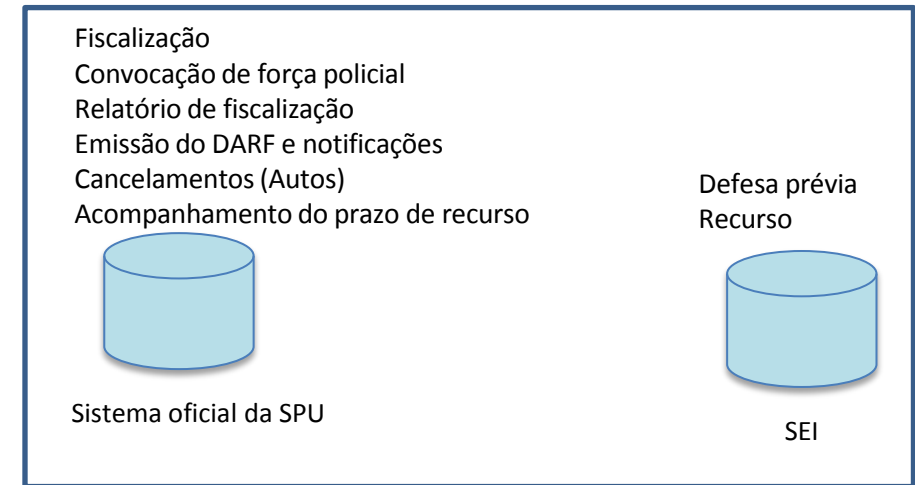 Fiscalização
Convocação de força policial
Relatório de fiscalização
Emissão do DARF e notificações
Cancelamentos (Autos)
Acompanhamento do prazo de recurso
Sistema oficial da SPU
Defesa prévia
Recurso
SEI